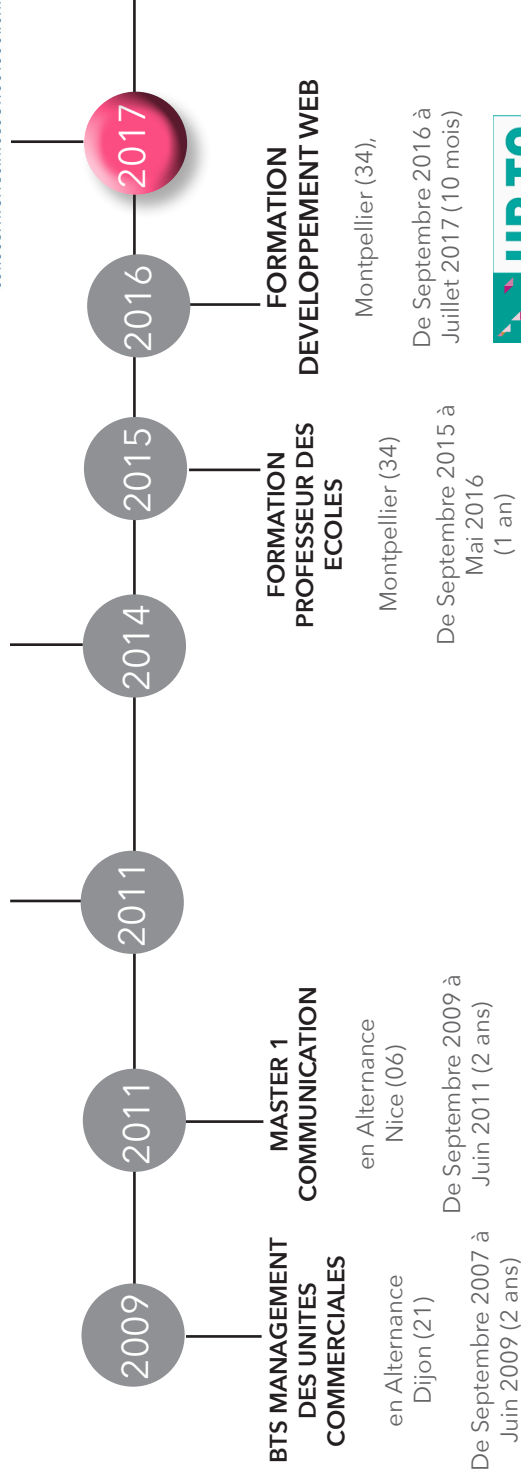 2009
2011
2011
2014
2015
2016
2017
BTS MANAGEMENT
DES UNITES
COMMERCIALES
en Alternance
Dijon (21)
De Septembre 2007 à
Juin 2009 (2 ans)
MASTER 1
COMMUNICATION
en Alternance
Nice (06)
De Septembre 2009 à
Juin 2011 (2 ans)
FORMATION
PROFESSEUR DES
ECOLES
Montpellier (34)
De Septembre 2015 à
Mai 2016
(1 an)
FORMATION
DEVELOPPEMENT WEB
Montpellier (34),
De Septembre 2016 à
Juillet 2017 (10 mois)